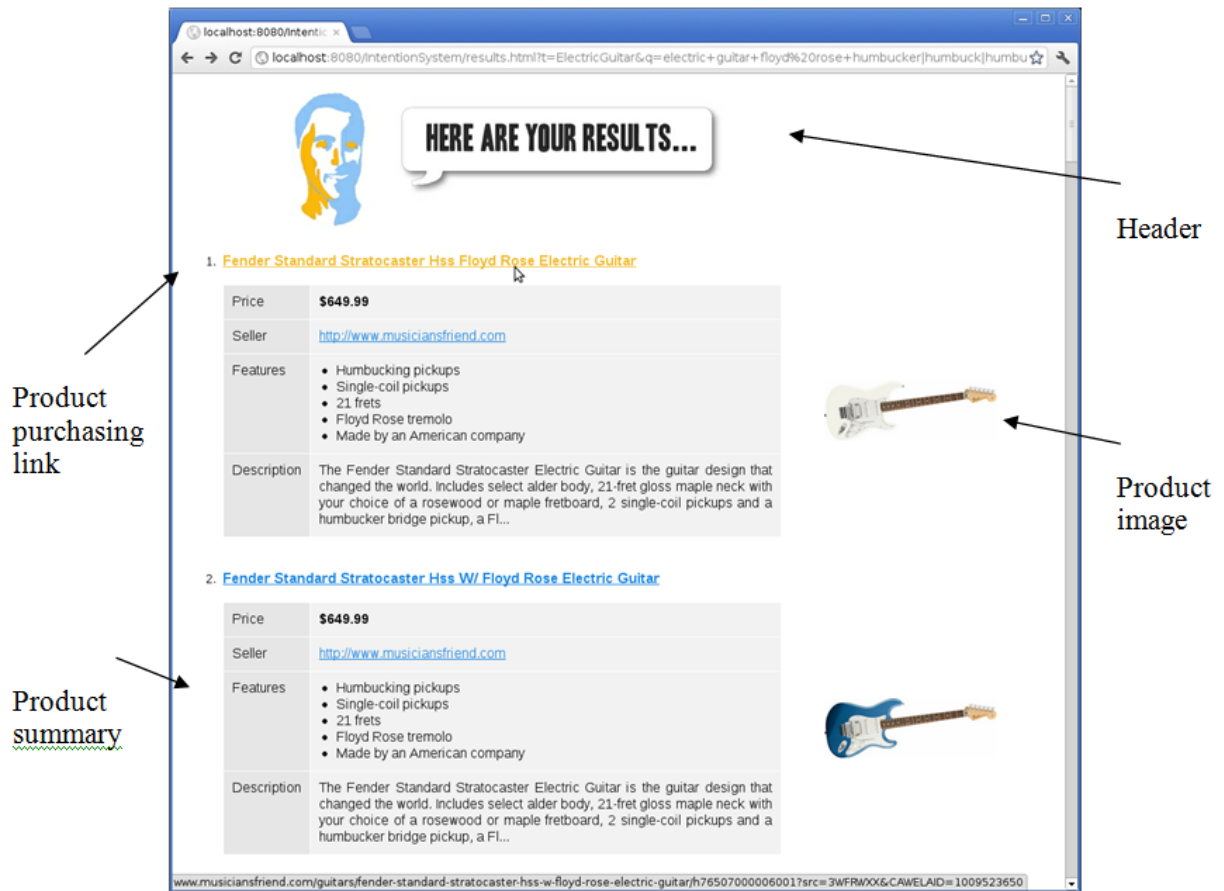 localhost:8080/Intentic
localhost:8080/IntentionSystem/results.html?t=ElectricGuitar&q=electric+guitar+floyd%20rose+humbucker|humbuck|humbu
HERE ARE YOUR RESULTS...
Header
1. Fender Standard Stratocaster Hss Floyd Rose Electric Guitar
Price $649.99
Seller http://www.musiciansfriend.com
Features • Humbucking pickups
• Single-coil pickups
• 21 frets
• Floyd Rose tremolo
• Made by an American company
Product
purchasing
link
Description The Fender Standard Stratocaster Electric Guitar is the guitar design that
changed the world. Includes select alder body, 21-fret gloss maple neck with
your choice of a rosewood or maple fretboard, 2 single-coil pickups and a
humbucker bridge pickup, a Fl...
Product
image
2. Fender Standard Stratocaster Hss W/ Floyd Rose Electric Guitar
Price $649.99
Seller http://www.musiciansfriend.com
Features • Humbucking pickups
• Single-coil pickups
• 21 frets
• Floyd Rose tremolo
• Made by an American company
Product
summary
Description The Fender Standard Stratocaster Electric Guitar is the guitar design that
changed the world. Includes select alder body, 21-fret gloss maple neck with
your choice of a rosewood or maple fretboard, 2 single-coil pickups and a
humbucker bridge pickup, a Fl...
www.musiciansfriend.com/guitars/fender-standard-stratocaster-hss-w-floyd-rose-electric-guitar/h76507000006001?src=3WFRWXX&CAWELAID=1009523650